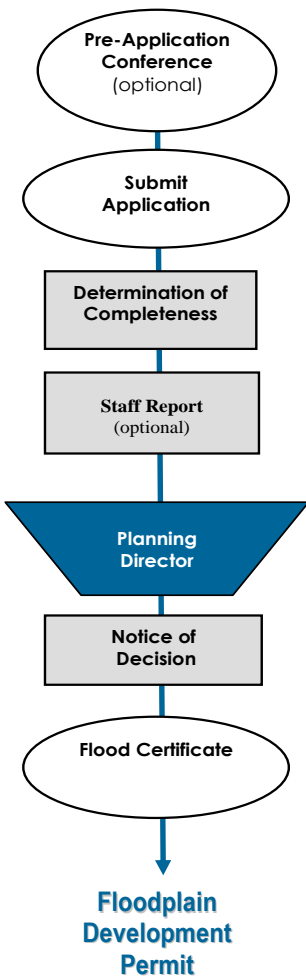 Pre-Application
Conference
(optional)
Submit
Application
Determination of
Completeness
Staff Report
(optional)
Planning
Director
Notice of
Decision
Flood Certificate
Floodplain
Development
Permit